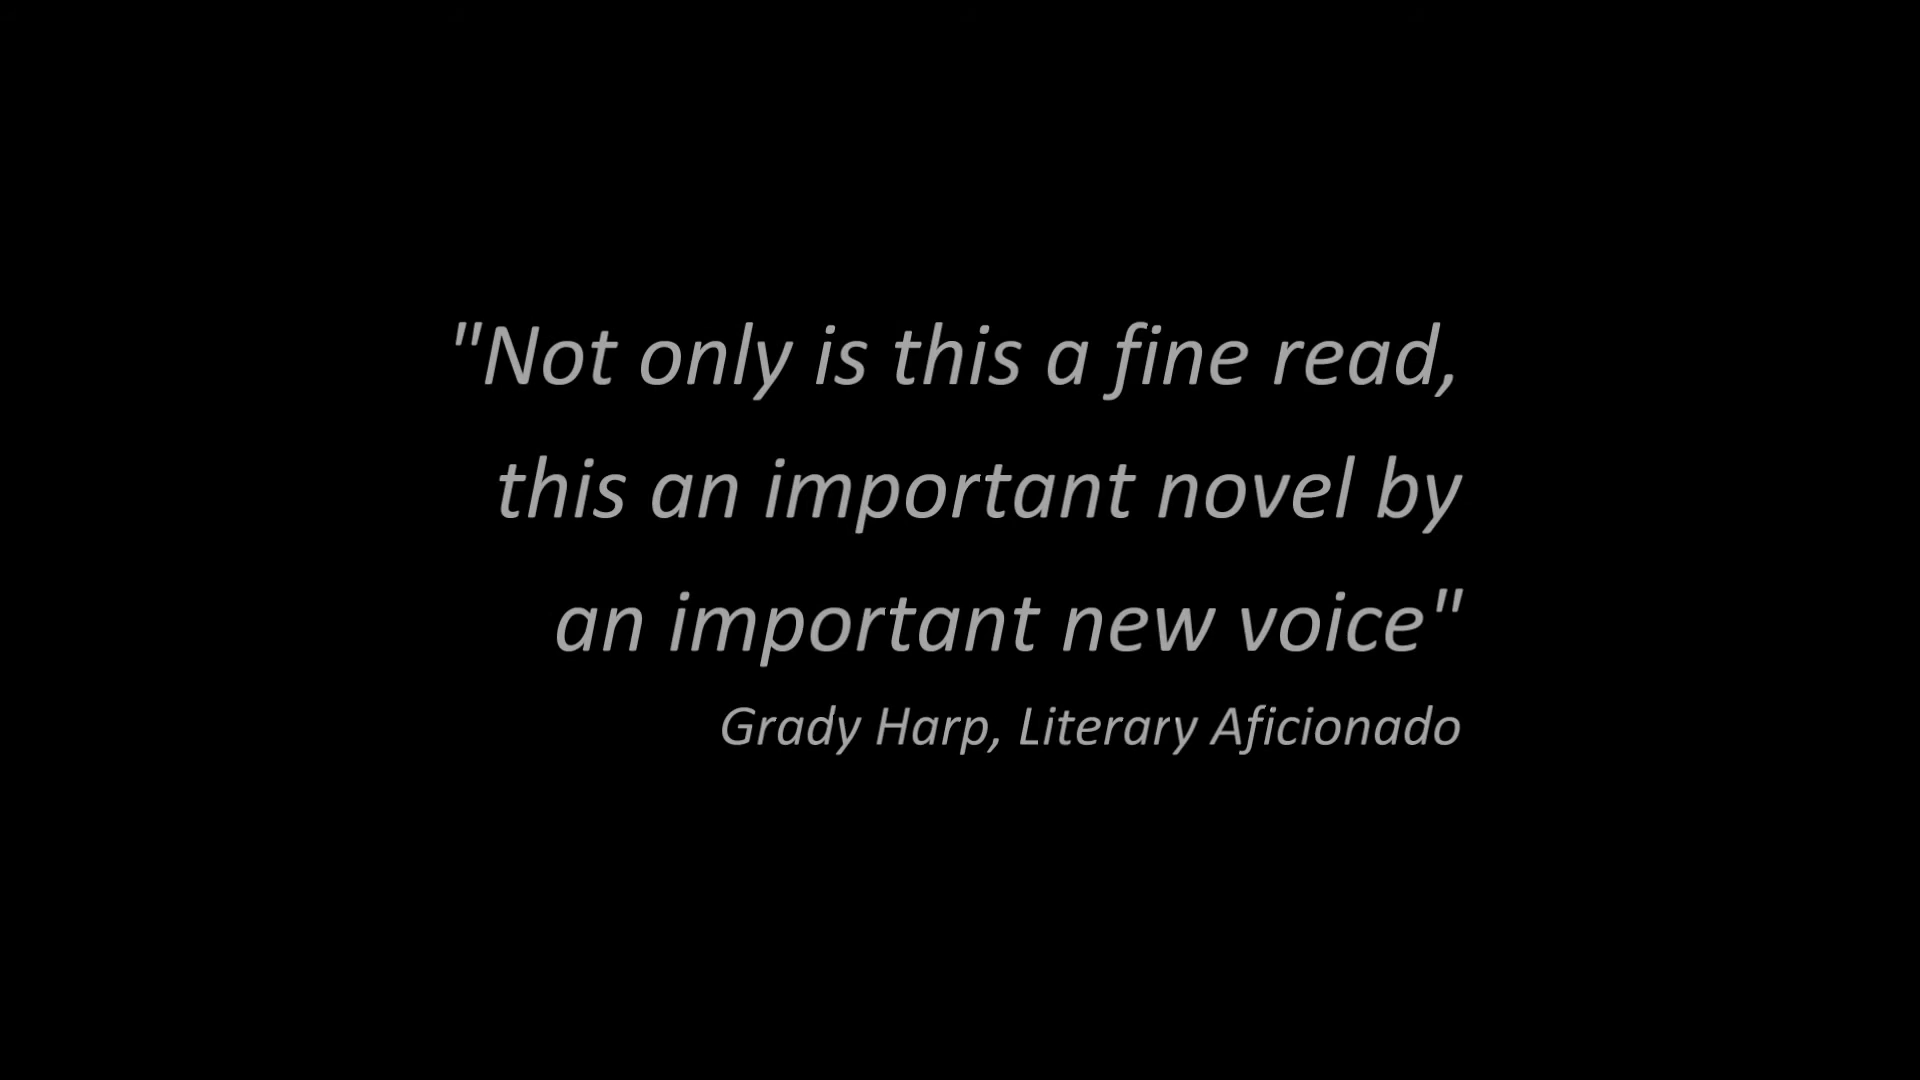 "Not only is this a fine read,
this an important novel by
an important new voice"
Grady Harp, Literary Aficionado